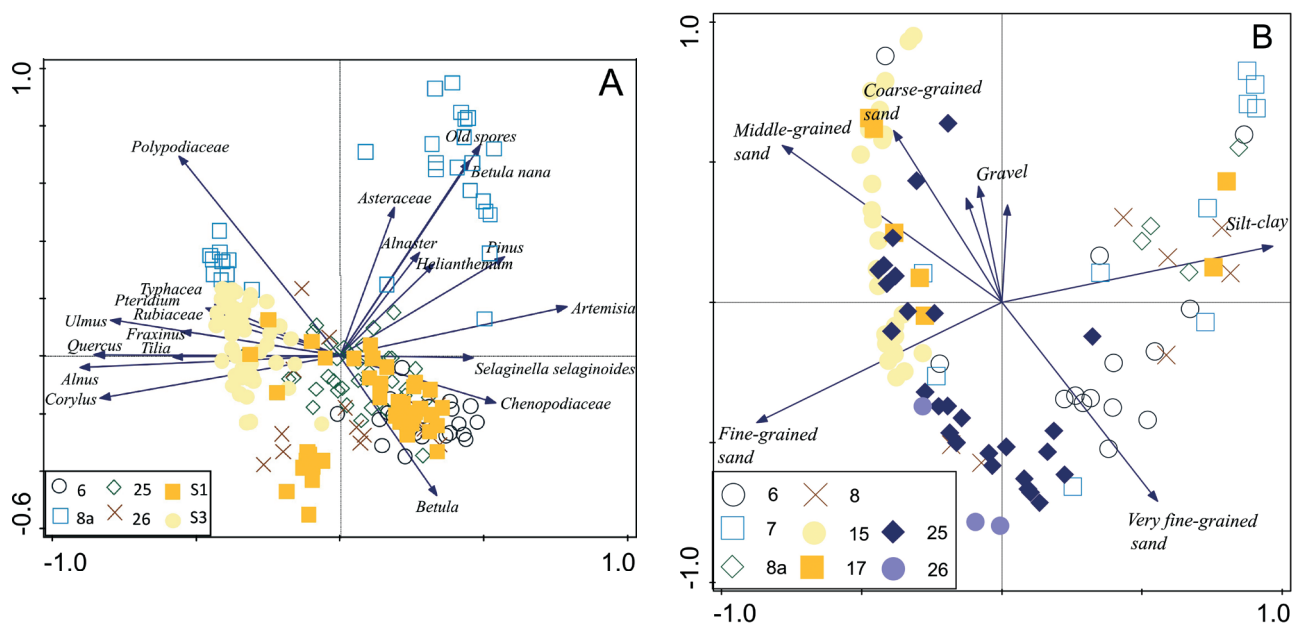 A
1.0
-0.6
-1.0
1.0
Polypodiaceae
Old spores
Betula nana
Asteraceae
Alnaster
Pinus
Helianthemum
Typhacea
Pteridium
Rubiaceae
Artemisia
Ulmus
Fraxinus
Quercus
Tilia
Selaginella selaginoides
Alnus
Corylus
Chenopodiaceae
Betula
6
25
S1
8a
26
S3
B
1.0
-1.0
-1.0
1.0
Coarse-grained
sand
Middle-grained
sand
Gravel
Silt-clay
Fine-grained
sand
Very fine-grained
sand
6
8
7
15
25
8a
17
26